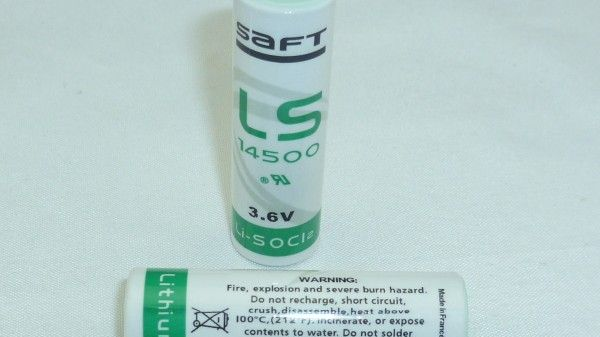 SAFT
LS
14500
3.6V
Li-SOCl2
Lithium
WARNING:
Fire, explosion and severe burn hazard.
Do not recharge, short circuit,
crush, disassemble, heat above
100°C,(212°F), incinerate, or expose
contents to water. Do not solder
Made in France